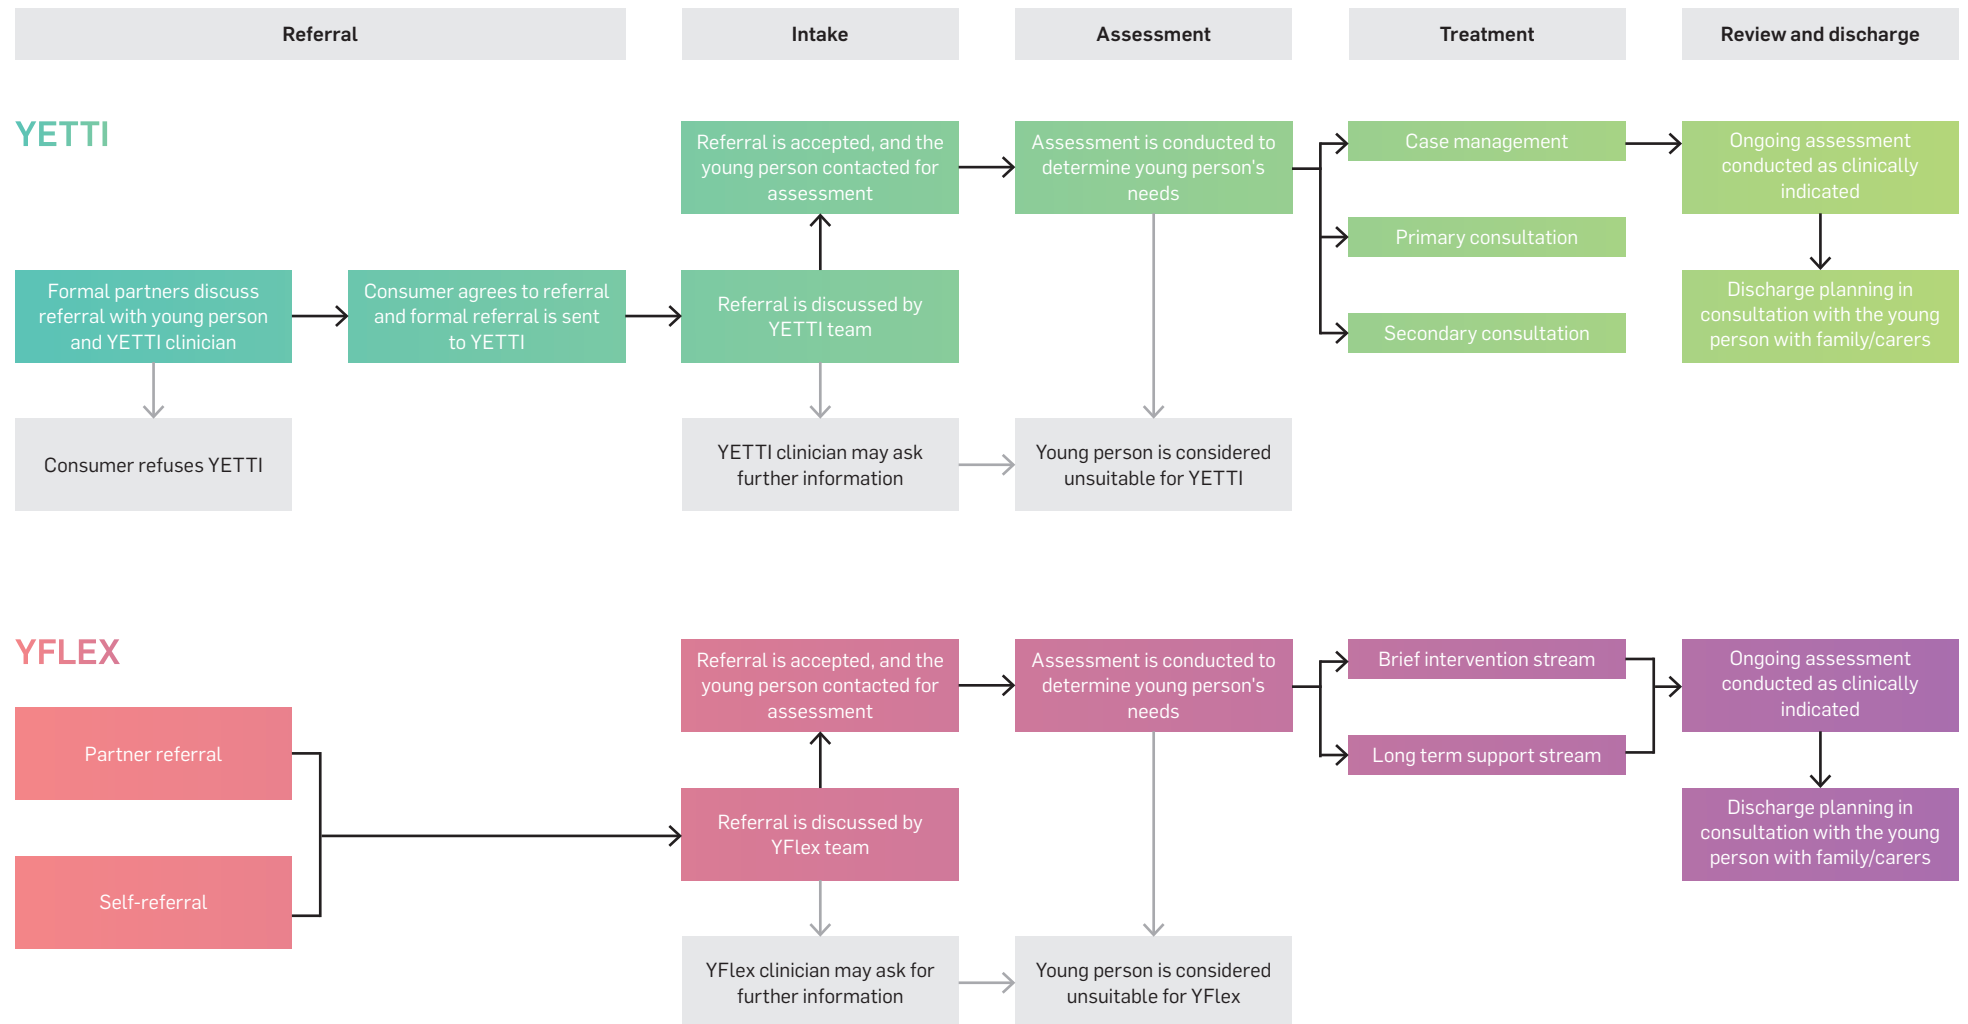 Referral
Intake
Assessment
Treatment
Review and discharge
YETTI
Formal partners discuss
referral with young person
and YETTI clinician
Consumer refuses YETTI
Consumer agrees to referral
and formal referral is sent
to YETTI
Referral is accepted, and the
young person contacted for
assessment
Referral is discussed by
YETTI team
YETTI clinician may ask
further information
Assessment is conducted to
determine young person's
needs
Young person is considered
unsuitable for YETTI
Case management
Primary consultation
Secondary consultation
Ongoing assessment
conducted as clinically
indicated
Discharge planning in
consultation with the young
person with family/carers
YFLEX
Partner referral
Self-referral
Referral is accepted, and the
young person contacted for
assessment
Referral is discussed by
YFlex team
YFlex clinician may ask for
further information
Assessment is conducted to
determine young person's
needs
Young person is considered
unsuitable for YFlex
Brief intervention stream
Long term support stream
Ongoing assessment
conducted as clinically
indicated
Discharge planning in
consultation with the young
person with family/carers